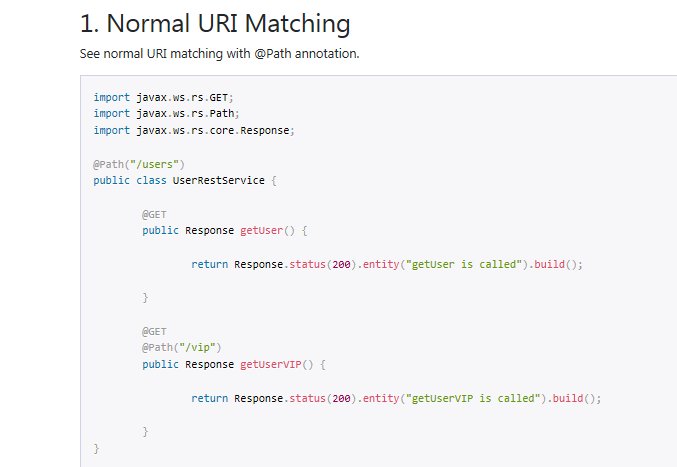 1. Normal URI Matching
See normal URI matching with @Path annotation.
import javax.ws.rs.GET;
import javax.ws.rs.Path;
import javax.ws.rs.core.Response;
@Path("/users")
public class UserRestService {
@GET
public Response getUser() {
return Response.status(200).entity("getUser is called").build();
}
@GET
@Path("/vip")
public Response getUserVIP() {
return Response.status(200).entity("getUserVIP is called").build();
}
}